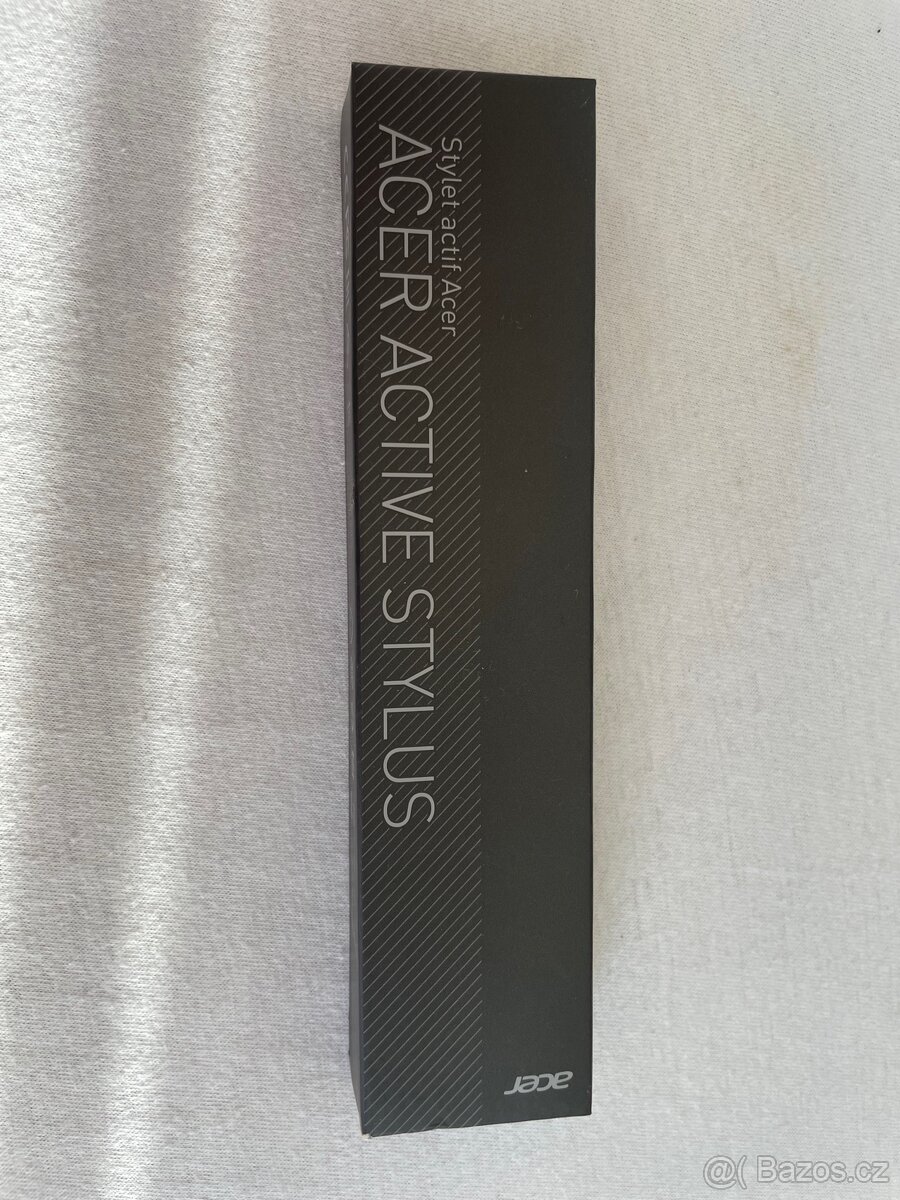 Stylet actif Acer
ACER ACTIVE STYLUS
acer
@( Bazos.cz